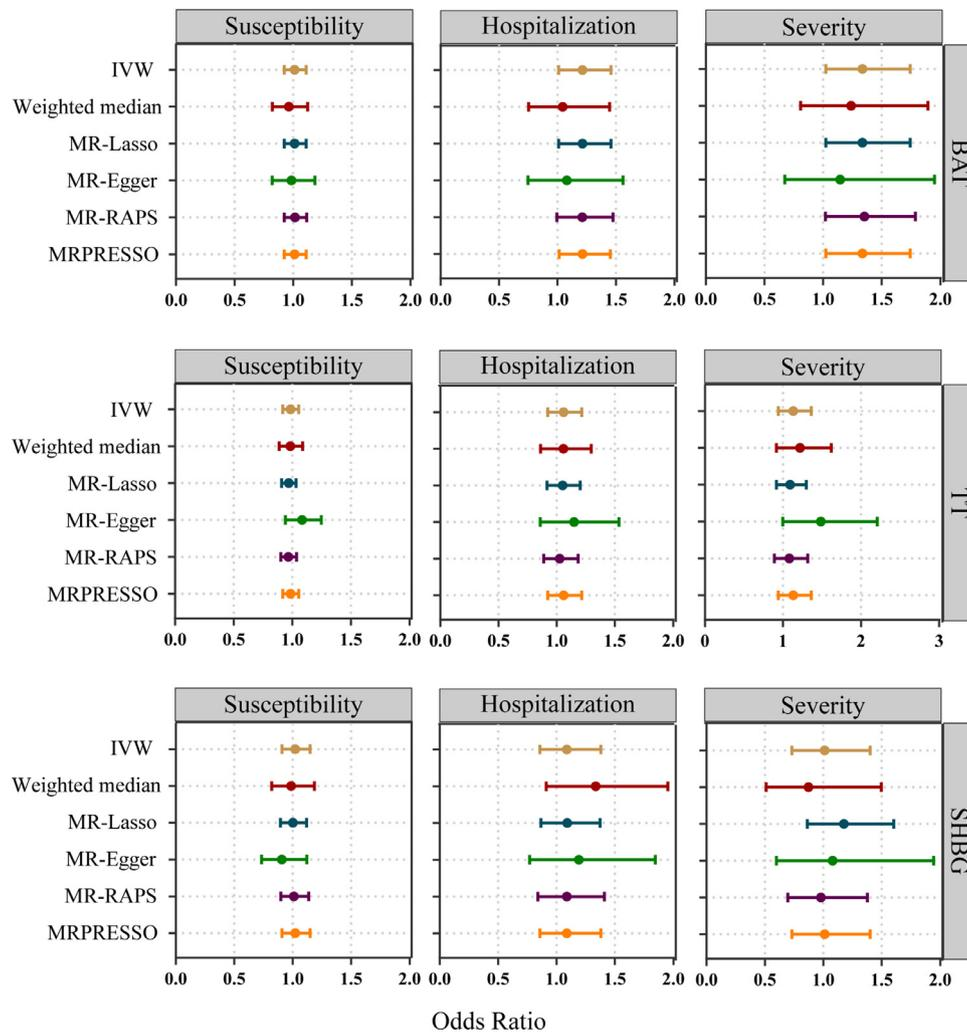 Susceptibility Hospitalization Severity
IVW
Weighted median
MR-Lasso
MR-Egger
MR-RAPS
MRPRESSO
BAT
0.0 0.5 1.0 1.5 2.0 0.0 0.5 1.0 1.5 2.0 0.0 0.5 1.0 1.5 2.0
Susceptibility Hospitalization Severity
IVW
Weighted median
MR-Lasso
MR-Egger
MR-RAPS
MRPRESSO
TT
0.0 0.5 1.0 1.5 2.0 0.0 0.5 1.0 1.5 2.0 0 1 2 3
Susceptibility Hospitalization Severity
IVW
Weighted median
MR-Lasso
MR-Egger
MR-RAPS
MRPRESSO
SHBG
0.0 0.5 1.0 1.5 2.0 0.0 0.5 1.0 1.5 2.0 0.0 0.5 1.0 1.5 2.0
Odds Ratio